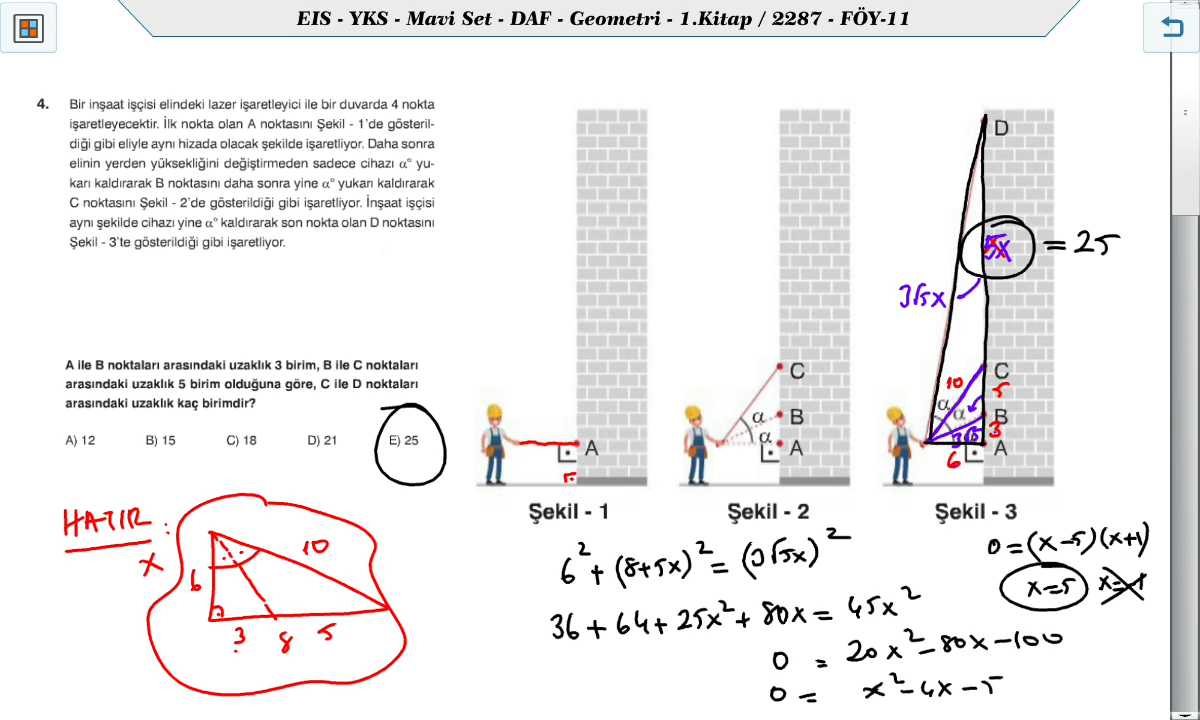 EIS - YKS - Mavi Set - DAF - Geometri - 1.Kitap / 2287 - FÖY-11
4. Bir inşaat işçisi elindeki lazer işaretleyici ile bir duvarda 4 nokta
işaretleyecektir. İlk nokta olan A noktasını Şekil - 1'de gösteril-
diği gibi eliyle aynı hizada olacak şekilde işaretliyor. Daha sonra
elinin yerden yüksekliğini değiştirmeden sadece cihazı α° yu-
karı kaldırarak B noktasını daha sonra yine α° yukarı kaldırarak
C noktasını Şekil - 2'de gösterildiği gibi işaretliyor. İnşaat işçisi
aynı şekilde cihazı yine α° kaldırarak son nokta olan D noktasını
Şekil - 3'te gösterildiği gibi işaretliyor.
A ile B noktaları arasındaki uzaklık 3 birim, B ile C noktaları
arasındaki uzaklık 5 birim olduğuna göre, C ile D noktaları
arasındaki uzaklık kaç birimdir?
A) 12 B) 15 C) 18 D) 21 E) 25
A
Şekil - 1
C
B
A
α
α
Şekil - 2
D
5x = 25
3√5x
C
10
5
α
α
B
3
3√5
A
6
Şekil - 3
HATIR :
x
10
6
3 8 5
6² + (8+5x)² = (3√5x)²
36 + 64 + 25x² + 80x = 45x²
0 = 20x² - 80x - 100
0 = x² - 4x - 5
0 = (x-5)(x+1)
x=5